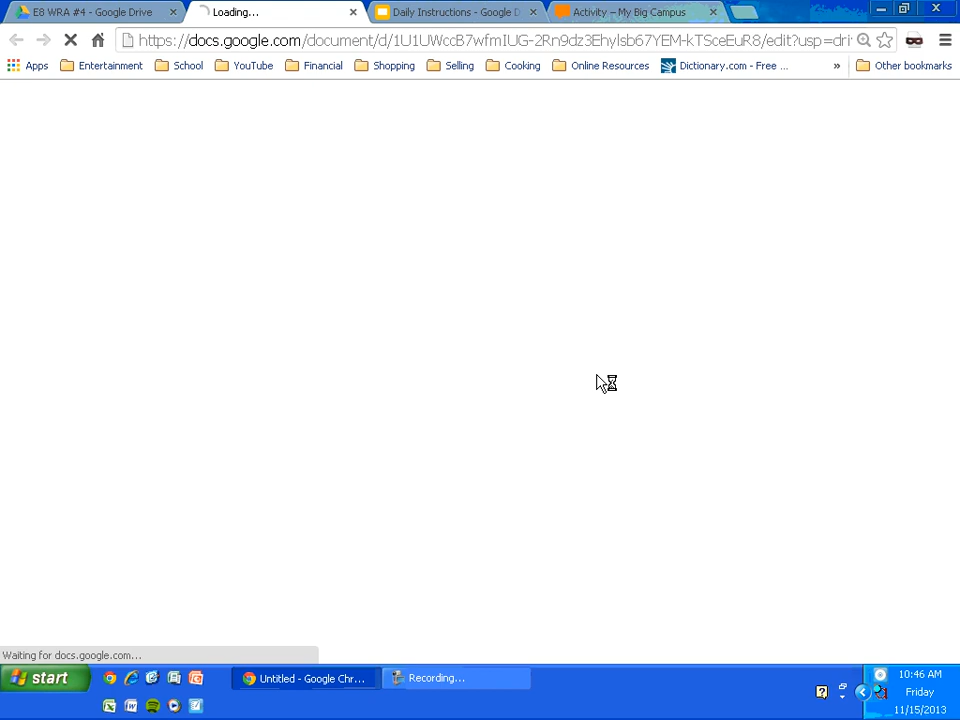 E8 WRA #4 - Google Drive
Loading...
Daily Instructions - Google D
Activity – My Big Campus
https://docs.google.com/document/d/1U1UWccB7wfmIUG-2Rn9dz3Ehylsb67YEM-kTSceEuR8/edit?usp=dri
Apps
Entertainment
School
YouTube
Financial
Shopping
Selling
Cooking
Online Resources
Dictionary.com - Free ...
»
Other bookmarks
Waiting for docs.google.com...
start
Untitled - Google Chr...
Recording...
10:46 AM
Friday
11/15/2013